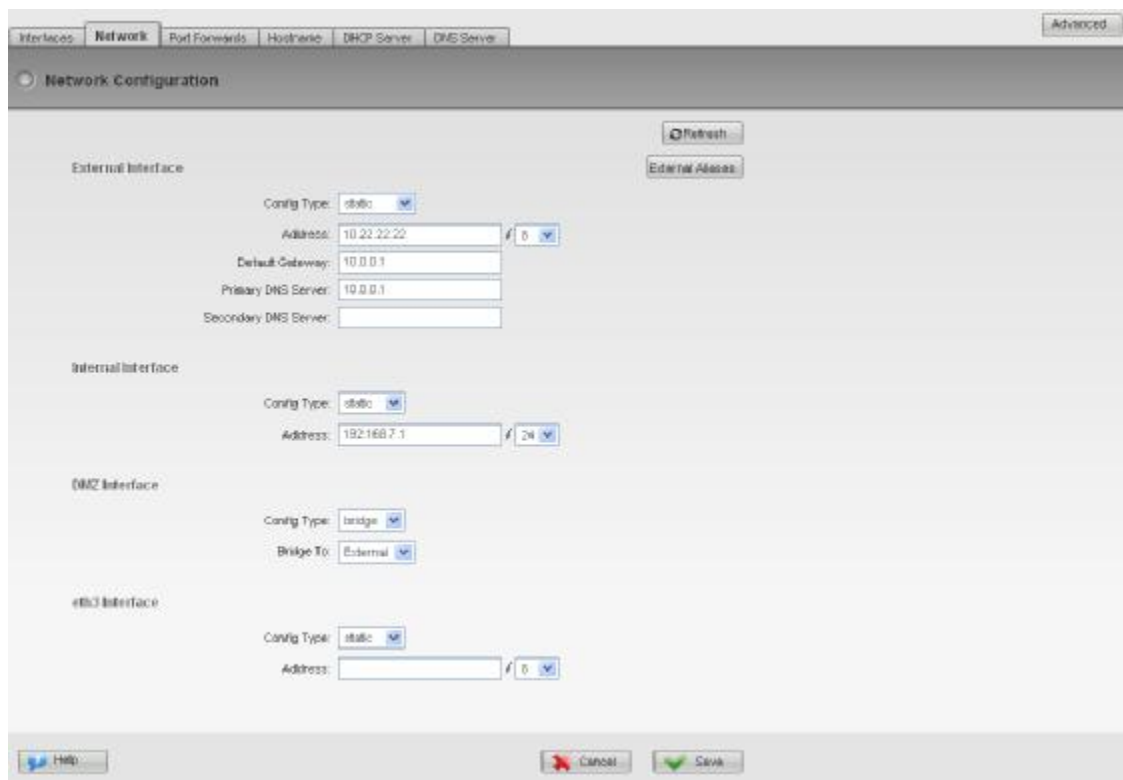 Interfaces Network Port Forwards Hostname DHCP Server DNS Server Advanced
Network Configuration
Refresh
External Interface External Aliases
Config Type: static
Address: 10.22.22.22 / 8
Default Gateway: 10.0.0.1
Primary DNS Server: 10.0.0.1
Secondary DNS Server:
Internal Interface
Config Type: static
Address: 192.168.7.1 / 24
DMZ Interface
Config Type: bridge
Bridge To: External
eth3 Interface
Config Type: static
Address: / 8
Help Cancel Save